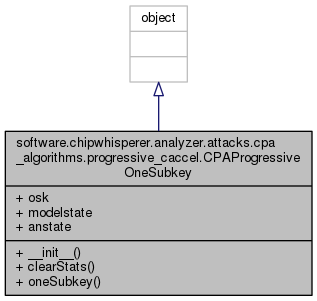 object
software.chipwhisperer.analyzer.attacks.cpa
_algorithms.progressive_caccel.CPAProgressive
OneSubkey
+ osk
+ modelstate
+ anstate
+ __init__()
+ clearStats()
+ oneSubkey()